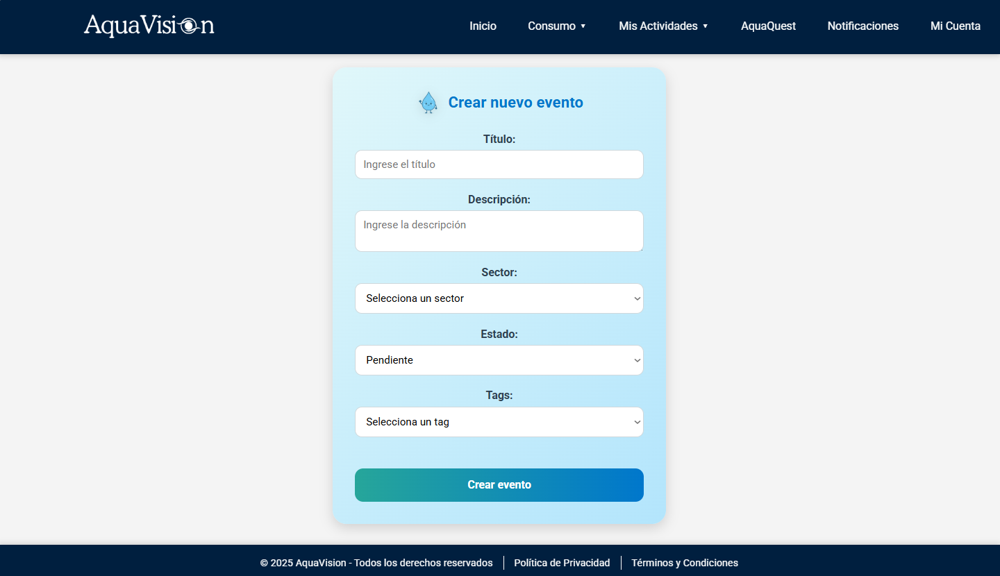 AquaVision
Inicio Consumo ▼ Mis Actividades ▼ AquaQuest Notificaciones Mi Cuenta
Crear nuevo evento
Título:
Ingrese el título
Descripción:
Ingrese la descripción
Sector:
Selecciona un sector
Estado:
Pendiente
Tags:
Selecciona un tag
Crear evento
© 2025 AquaVision - Todos los derechos reservados Política de Privacidad Términos y Condiciones